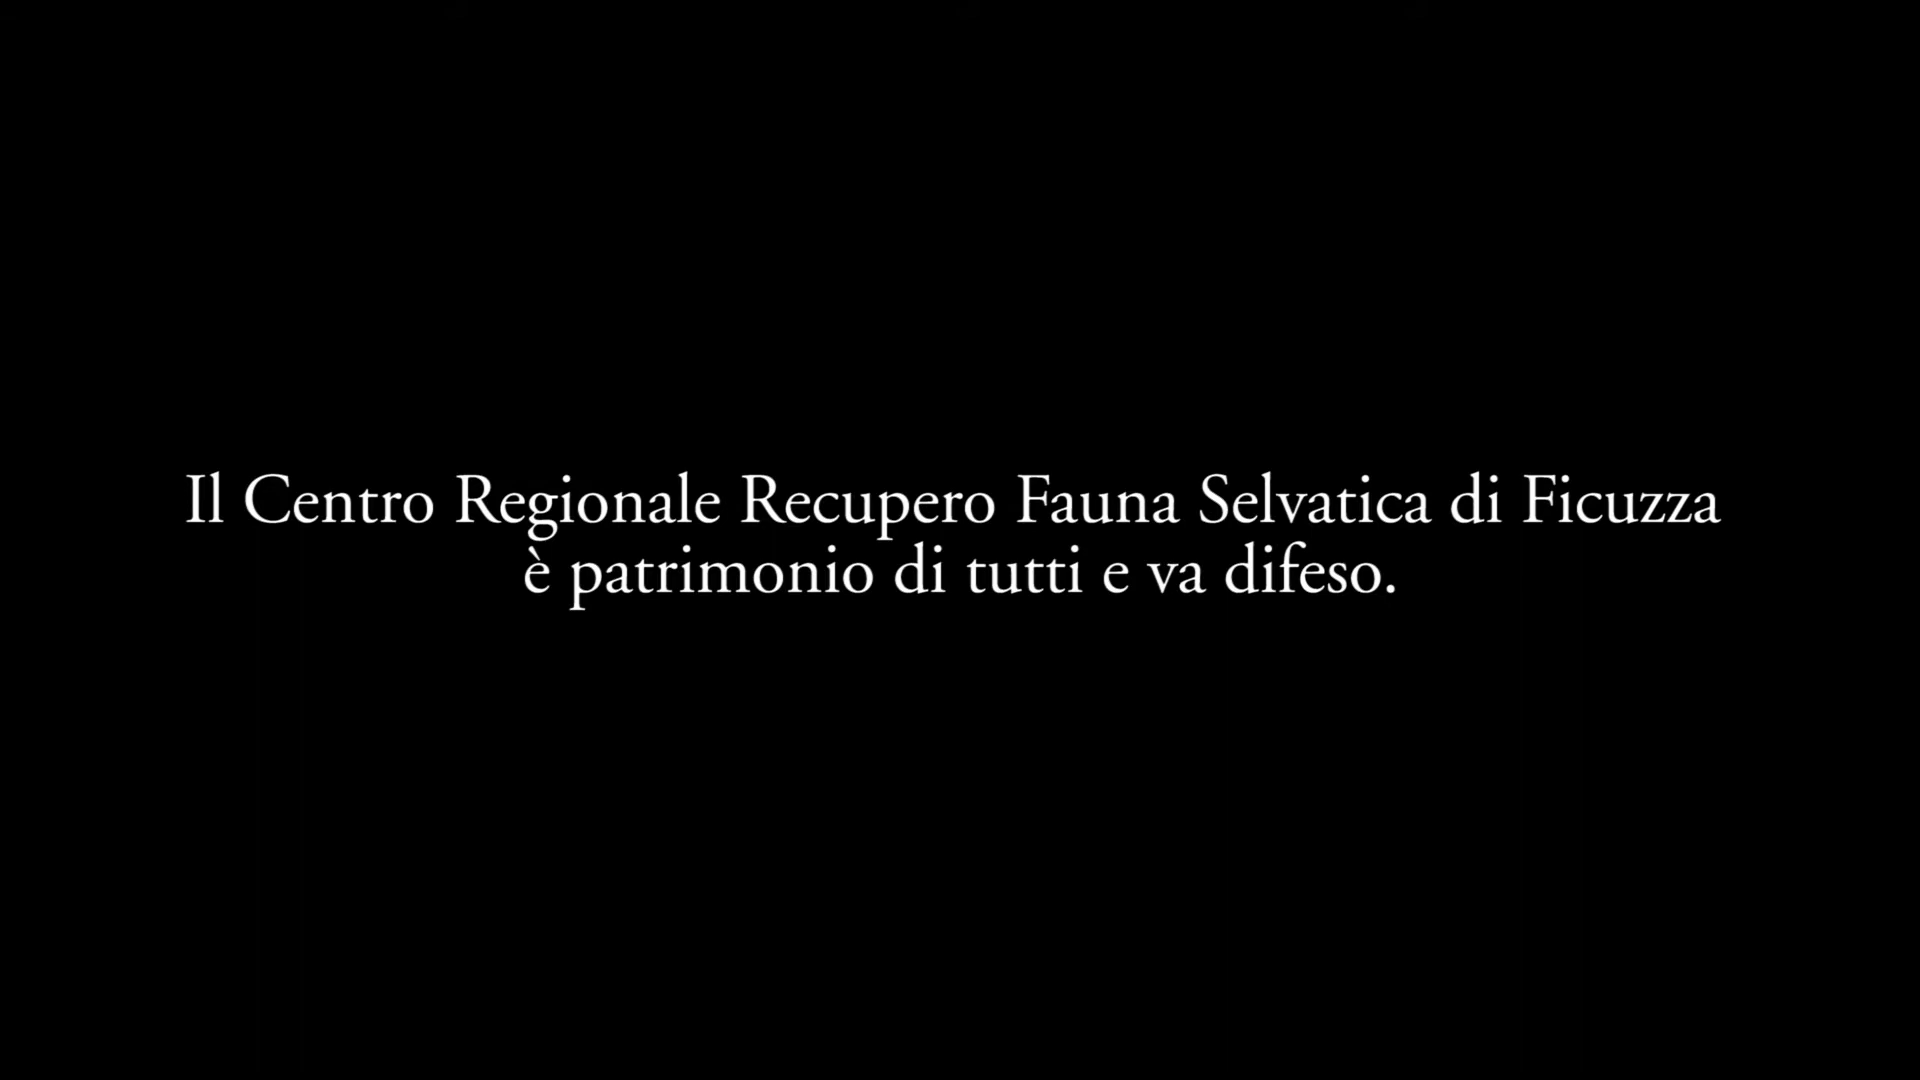 Il Centro Regionale Recupero Fauna Selvatica di Ficuzza
è patrimonio di tutti e va difeso.